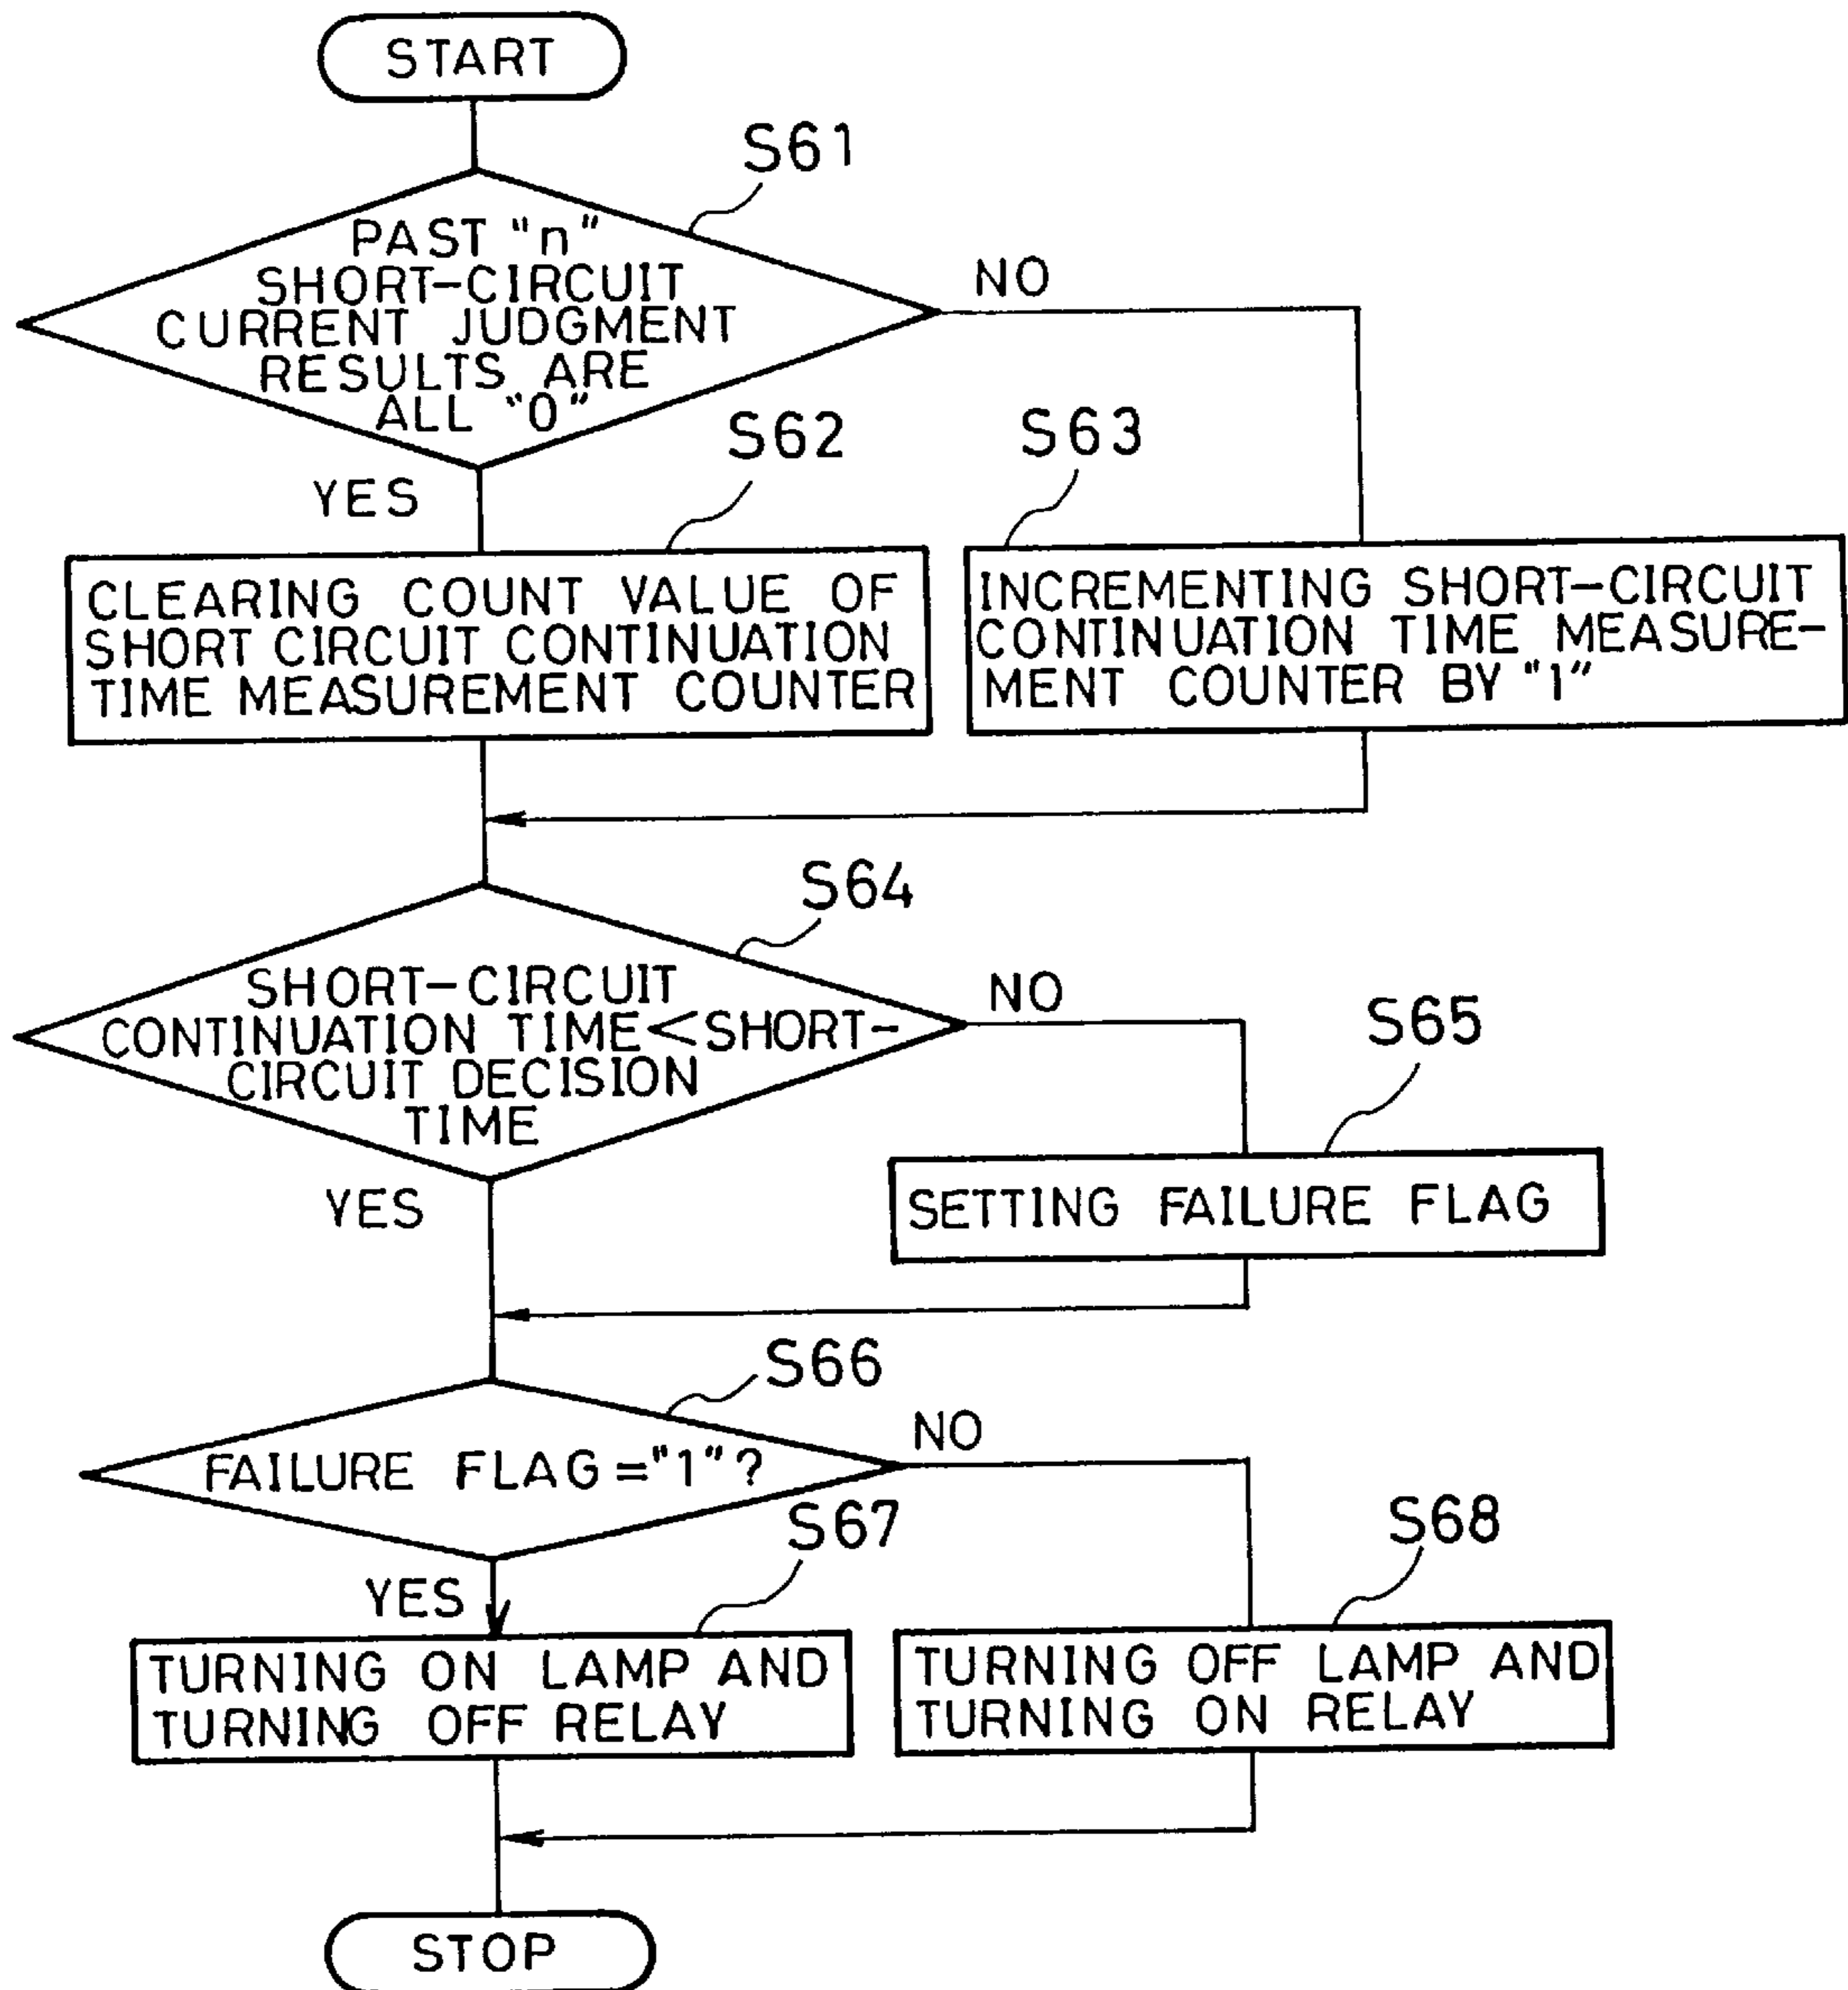 START
S61
PAST "n"
SHORT-CIRCUIT
CURRENT JUDGMENT
RESULTS ARE
ALL "0"
NO
YES
S62
S63
CLEARING COUNT VALUE OF
SHORT CIRCUIT CONTINUATION
TIME MEASUREMENT COUNTER
INCREMENTING SHORT-CIRCUIT
CONTINUATION TIME MEASURE-
MENT COUNTER BY "1"
S64
SHORT-CIRCUIT
CONTINUATION TIME<SHORT-
CIRCUIT DECISION
TIME
NO
YES
S65
SETTING FAILURE FLAG
S66
FAILURE FLAG="1"?
NO
YES
S67
S68
TURNING ON LAMP AND
TURNING OFF RELAY
TURNING OFF LAMP AND
TURNING ON RELAY
STOP